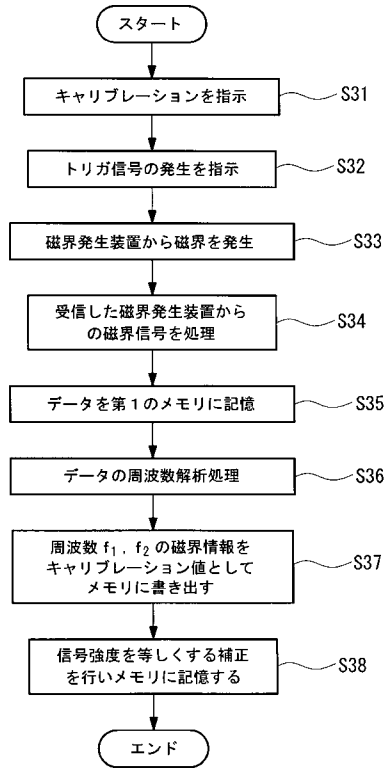 スタート
キャリブレーションを指示
S31
トリガ信号の発生を指示
S32
磁界発生装置から磁界を発生
S33
受信した磁界発生装置から
の磁界信号を処理
S34
データを第1のメモリに記憶
S35
データの周波数解析処理
S36
周波数 f₁ , f₂ の磁界情報を
キャリブレーション値として
メモリに書き出す
S37
信号強度を等しくする補正
を行いメモリに記憶する
S38
エンド